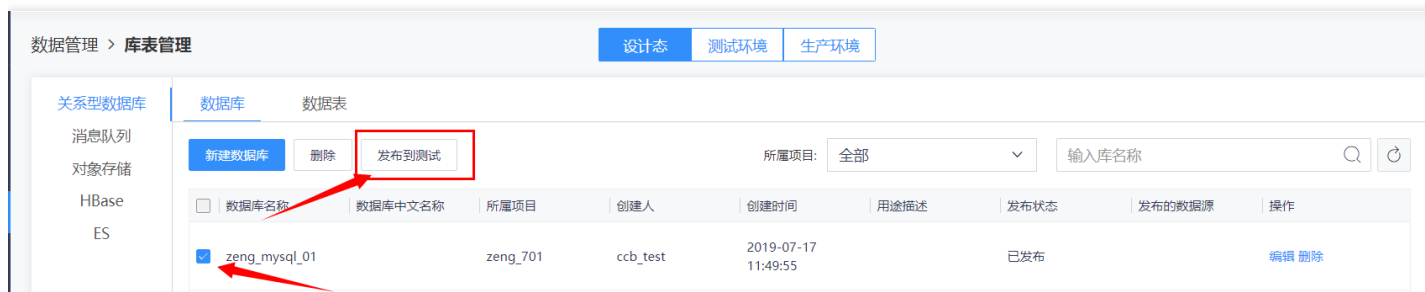 数据管理 > 库表管理
设计态 测试环境 生产环境
关系型数据库
消息队列
对象存储
HBase
ES
数据库 数据表
新建数据库 删除 发布到测试 所属项目: 全部 输入库名称
数据库名称 数据库中文名称 所属项目 创建人 创建时间 用途描述 发布状态 发布的数据源 操作
zeng_mysql_01 zeng_701 ccb_test 2019-07-17 已发布 编辑 删除
11:49:55